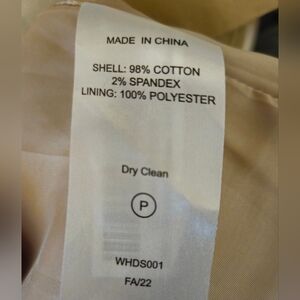 MADE IN CHINA
SHELL: 98% COTTON
2% SPANDEX
LINING: 100% POLYESTER
Dry Clean
P
WHDS001
FA/22